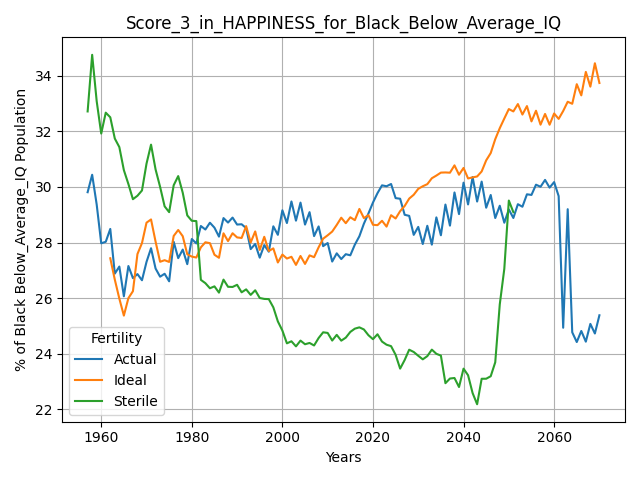 Score_3_in_HAPPINESS_for_Black_Below_Average_IQ
% of Black Below_Average_IQ Population
34
32
30
28
26
24
22
Fertility
Actual
Ideal
Sterile
1960
1980
2000
2020
2040
2060
Years